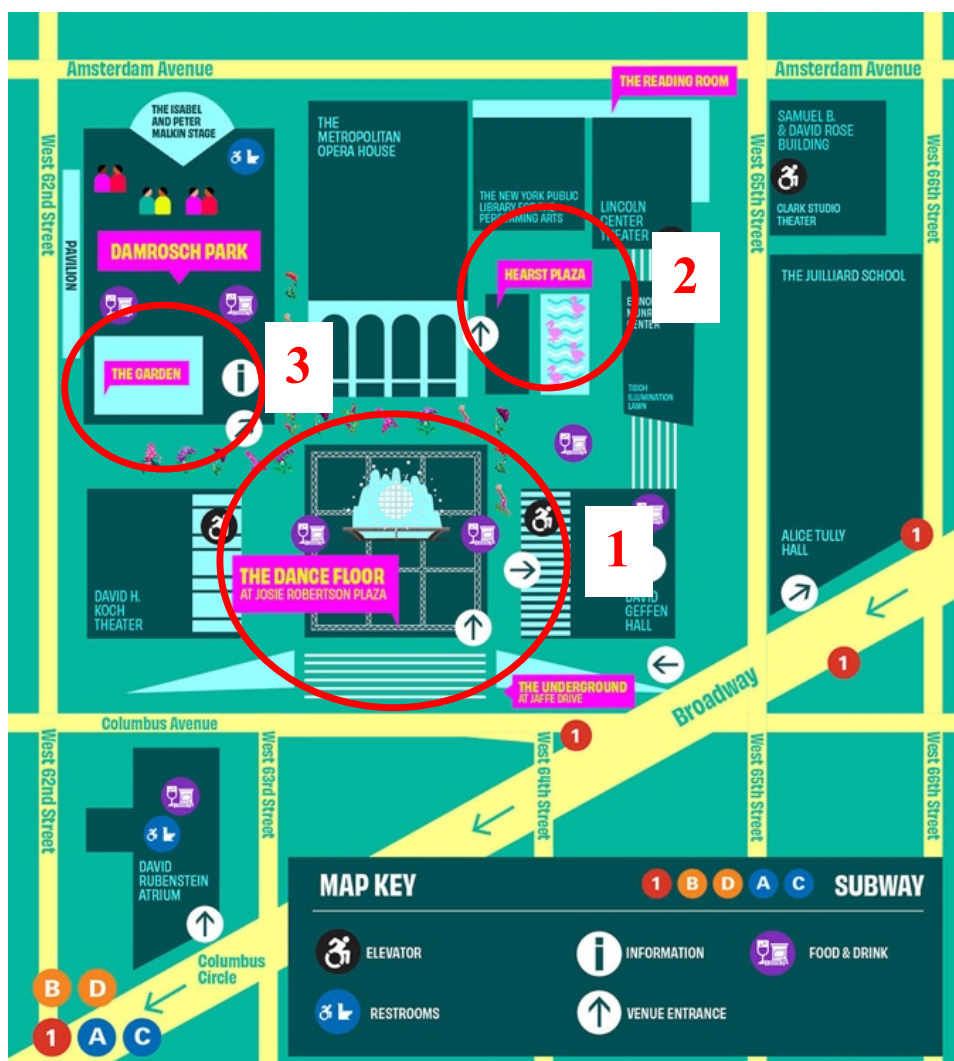 Amsterdam Avenue
Amsterdam Avenue
THE READING ROOM
THE ISABEL
AND PETER
MALKIN STAGE
THE
METROPOLITAN
OPERA HOUSE
SAMUEL B.
& DAVID ROSE
BUILDING
CLARK STUDIO
THEATER
West 62nd Street
West 65th Street
West 66th Street
THE NEW YORK PUBLIC
LIBRARY FOR THE
PERFORMING ARTS
LINCOLN
CENTER
THEATER
PAVILION
DAMROSCH PARK
HEARST PLAZA
2
THE JUILLIARD SCHOOL
CENTER
THE GARDEN
i
3
TISCH
ILLUMINATION
LAWN
1
THE DANCE FLOOR
AT JOSIE ROBERTSON PLAZA
DAVID H.
KOCH
THEATER
DAVID
GEFFEN
HALL
ALICE TULLY
HALL
1
1
THE UNDERGROUND
AT JAFFE DRIVE
Broadway
Columbus Avenue
1
West 62nd Street
West 63rd Street
West 64th Street
West 65th Street
West 66th Street
DAVID
RUBENSTEIN
ATRIUM
Columbus
Circle
B D
1 A C
MAP KEY
1 B D A C SUBWAY
ELEVATOR
i INFORMATION
FOOD & DRINK
RESTROOMS
VENUE ENTRANCE